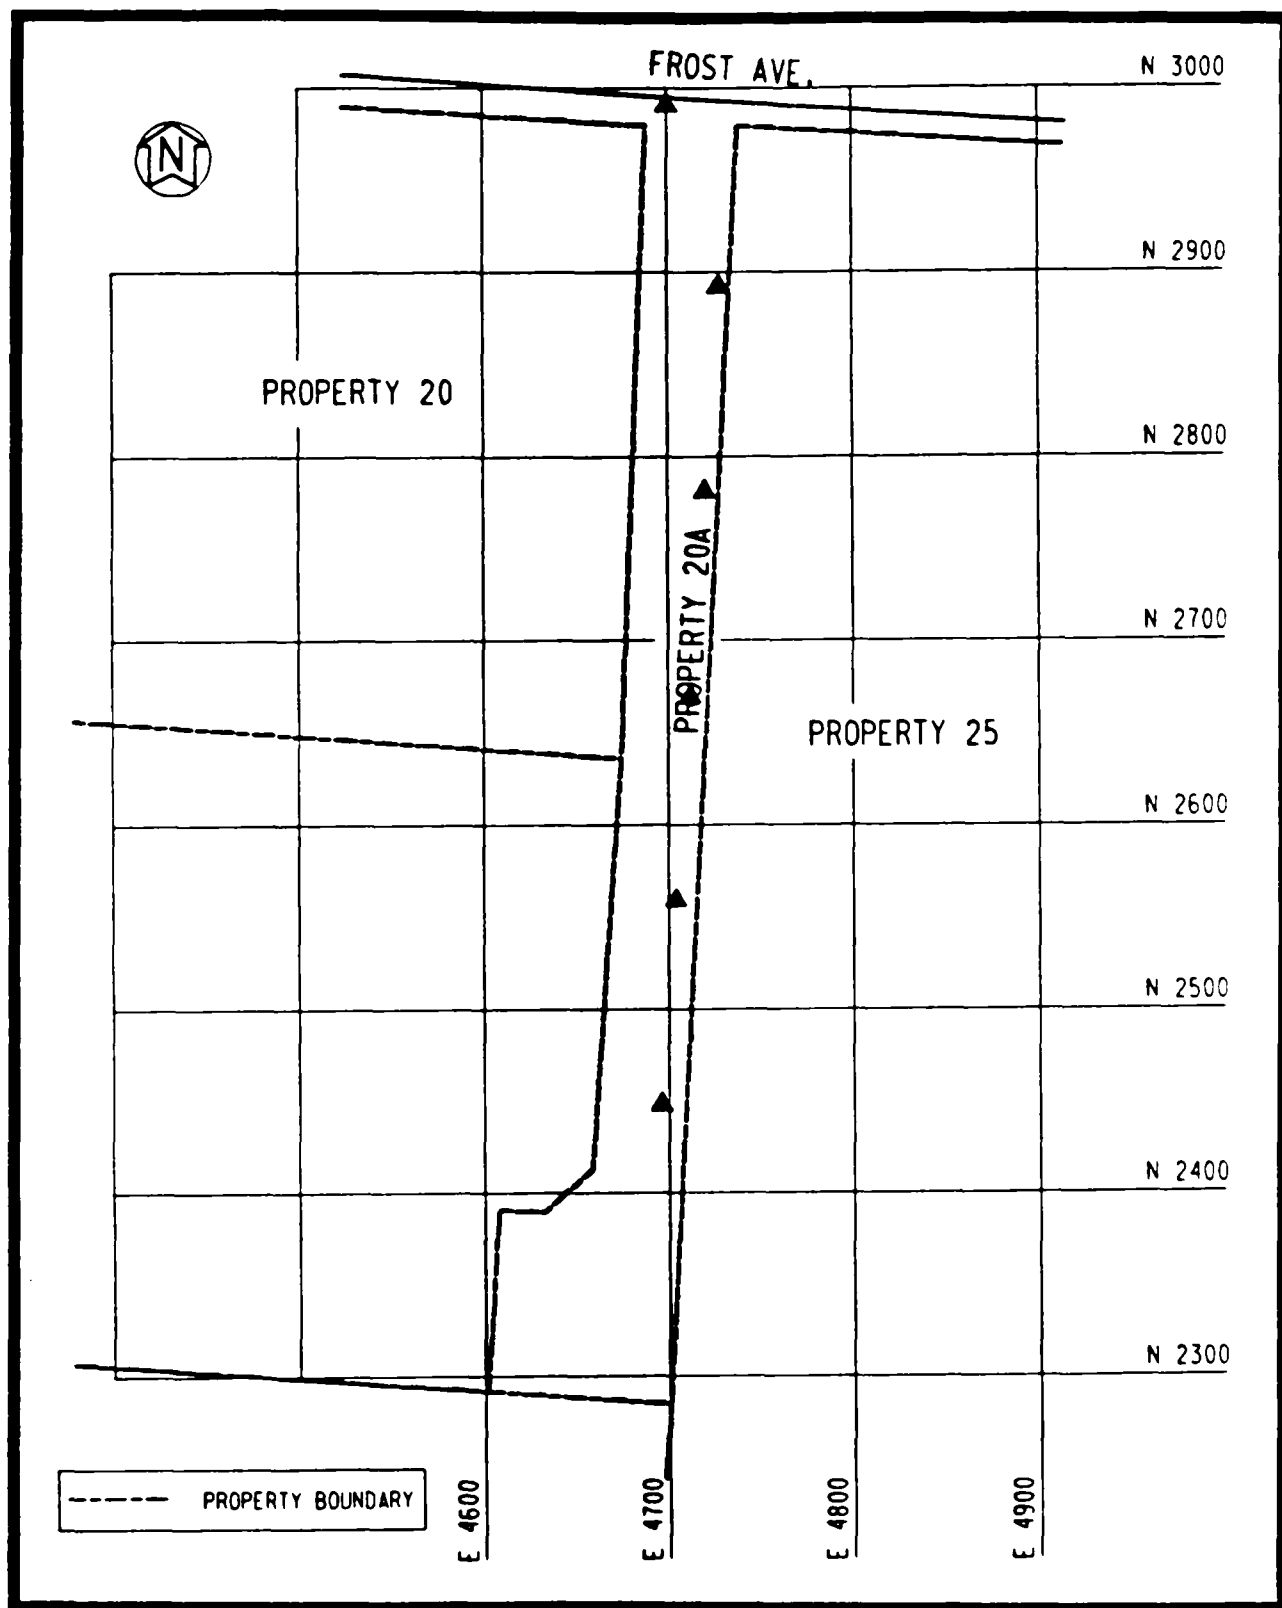 FROST AVE.
N 3000
N
N 2900
PROPERTY 20
N 2800
PROPERTY 20A
N 2700
PROPERTY 25
N 2600
N 2500
N 2400
N 2300
PROPERTY BOUNDARY
E 4600
E 4700
E 4800
E 4900